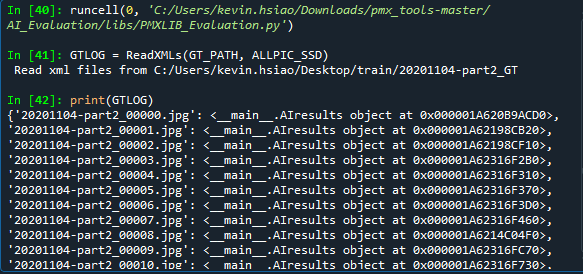 In [40]: runcell(0, 'C:/Users/kevin.hsiao/Downloads/pmx_tools-master/
AI_Evaluation/libs/PMXLIB_Evaluation.py')
In [41]: GTLOG = ReadXMLs(GT_PATH, ALLPIC_SSD)
Read xml files from C:/Users/kevin.hsiao/Desktop/train/20201104-part2_GT
In [42]: print(GTLOG)
{'20201104-part2_00000.jpg': <__main__.AIresults object at 0x000001A620B9ACD0>,
'20201104-part2_00001.jpg': <__main__.AIresults object at 0x000001A62198CB20>,
'20201104-part2_00002.jpg': <__main__.AIresults object at 0x000001A62198CF10>,
'20201104-part2_00003.jpg': <__main__.AIresults object at 0x000001A62316F2B0>,
'20201104-part2_00004.jpg': <__main__.AIresults object at 0x000001A62316F310>,
'20201104-part2_00005.jpg': <__main__.AIresults object at 0x000001A62316F370>,
'20201104-part2_00006.jpg': <__main__.AIresults object at 0x000001A62316F3D0>,
'20201104-part2_00007.jpg': <__main__.AIresults object at 0x000001A62316F460>,
'20201104-part2_00008.jpg': <__main__.AIresults object at 0x000001A6214C04F0>,
'20201104-part2_00009.jpg': <__main__.AIresults object at 0x000001A62316FC70>,
'20201104-part2_00010.jpg': <__main__.AIresults object at 0x000001A62316F730>,